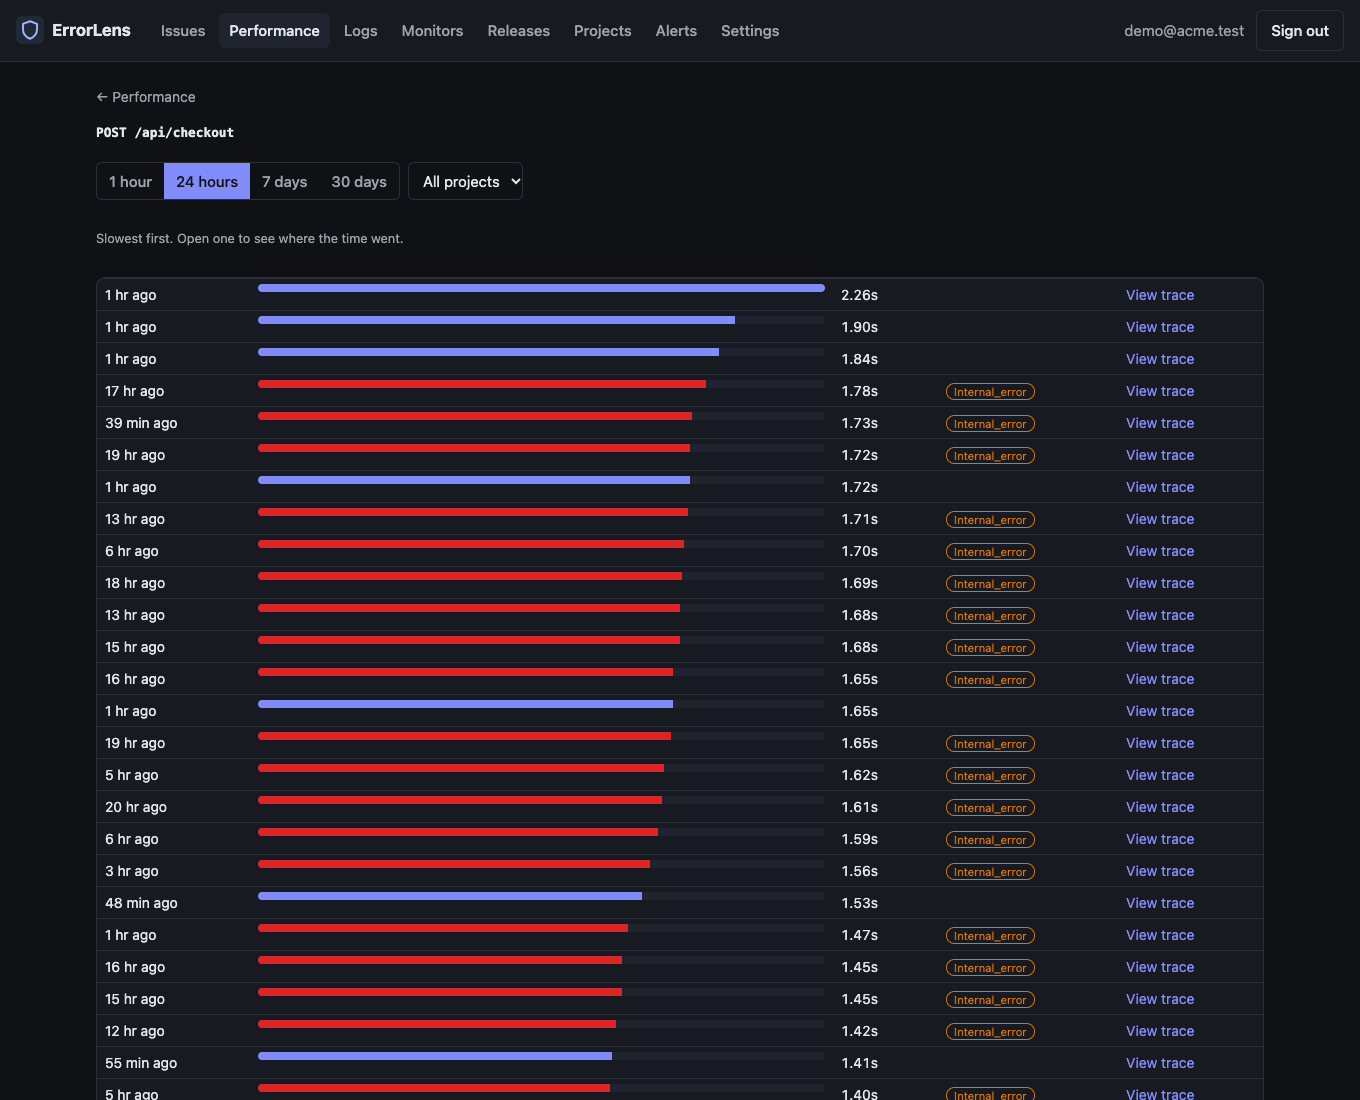 ErrorLens Issues Performance Logs Monitors Releases Projects Alerts Settings demo@acme.test Sign out
← Performance
POST /api/checkout
1 hour 24 hours 7 days 30 days All projects
Slowest first. Open one to see where the time went.
1 hr ago 2.26s View trace
1 hr ago 1.90s View trace
1 hr ago 1.84s View trace
17 hr ago 1.78s Internal_error View trace
39 min ago 1.73s Internal_error View trace
19 hr ago 1.72s Internal_error View trace
1 hr ago 1.72s View trace
13 hr ago 1.71s Internal_error View trace
6 hr ago 1.70s Internal_error View trace
18 hr ago 1.69s Internal_error View trace
13 hr ago 1.68s Internal_error View trace
15 hr ago 1.68s Internal_error View trace
16 hr ago 1.65s Internal_error View trace
1 hr ago 1.65s View trace
19 hr ago 1.65s Internal_error View trace
5 hr ago 1.62s Internal_error View trace
20 hr ago 1.61s Internal_error View trace
6 hr ago 1.59s Internal_error View trace
3 hr ago 1.56s Internal_error View trace
48 min ago 1.53s View trace
1 hr ago 1.47s Internal_error View trace
16 hr ago 1.45s Internal_error View trace
15 hr ago 1.45s Internal_error View trace
12 hr ago 1.42s Internal_error View trace
55 min ago 1.41s View trace
5 hr ago 1.40s Internal_error View trace